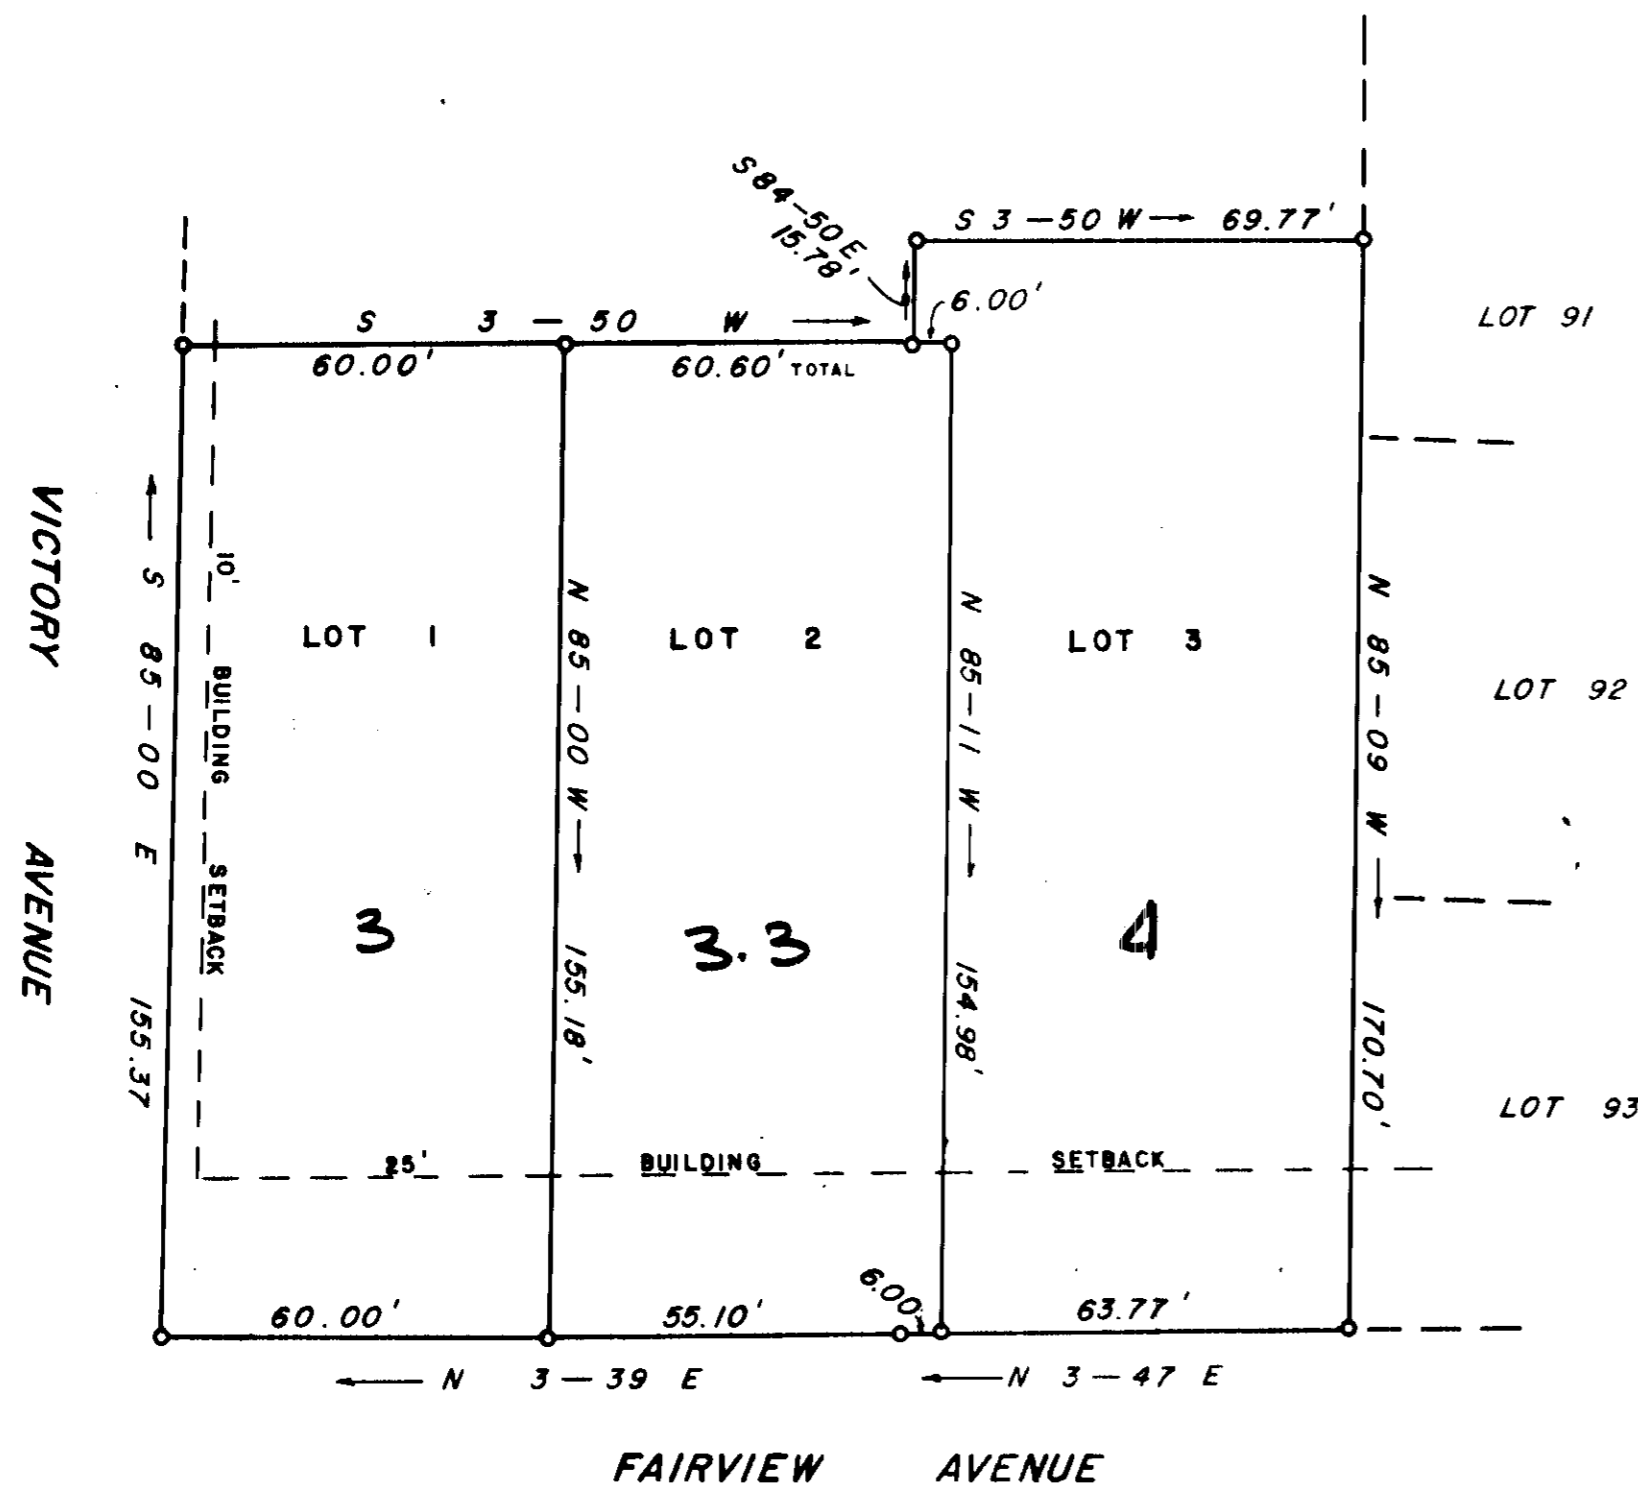 S 84-50 E
15.78'
S 3-50 W
69.77'
6.00'
LOT 91
S 3-50 W
60.00'
60.60' TOTAL
VICTORY AVENUE
S 85-00 E 155.37
10' BUILDING SETBACK
LOT 1
N 85-00 W 155.18'
LOT 2
N 85-11 W 154.98'
LOT 3
N 85-09 W 170.70'
LOT 92
3
3.3
4
LOT 93
25' BUILDING SETBACK
60.00'
55.10'
6.00
63.77'
N 3-39 E
N 3-47 E
FAIRVIEW AVENUE